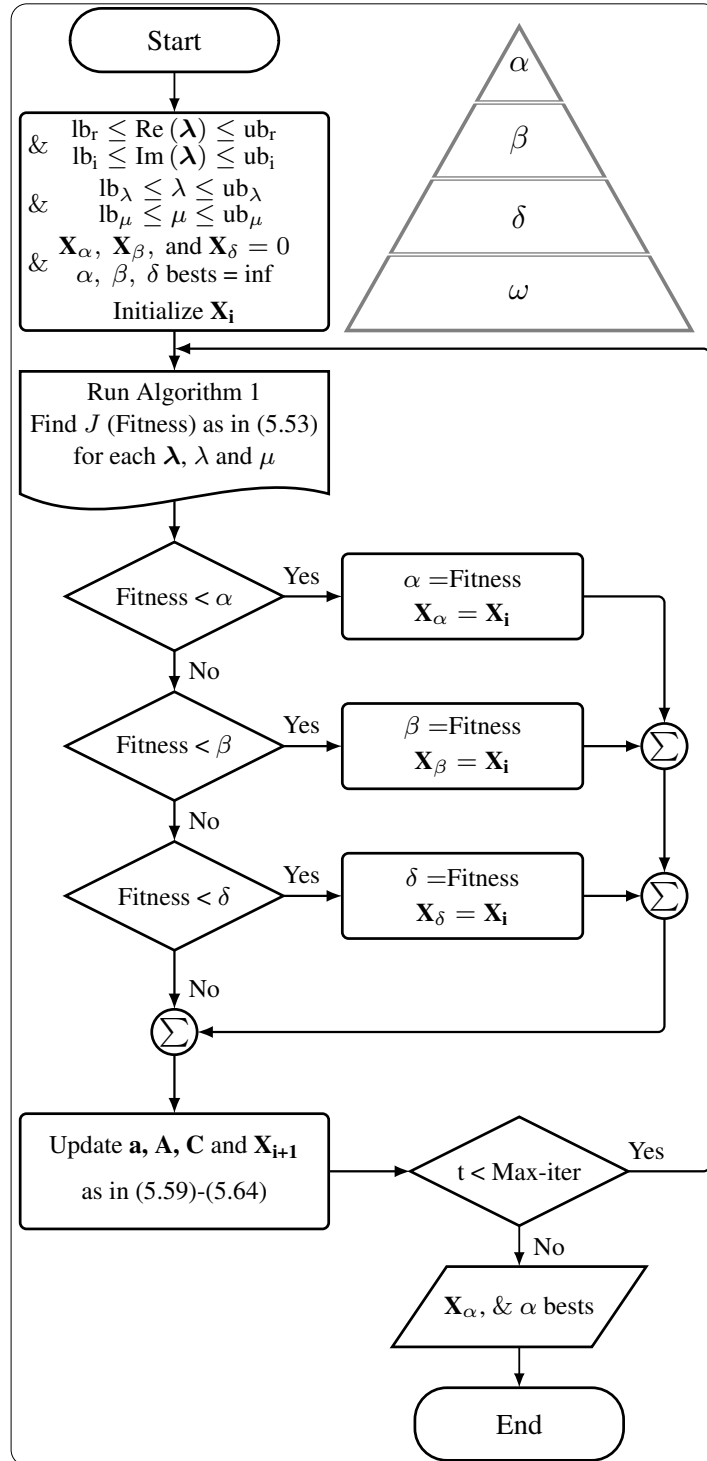 Start
lb_r ≤ Re (𝛌) ≤ ub_r
& lb_i ≤ Im (𝛌) ≤ ub_i
lb_λ ≤ λ ≤ ub_λ
& lb_μ ≤ μ ≤ ub_μ
& X_α, X_β, and X_δ = 0
α, β, δ bests = inf
Initialize X_i
α
β
δ
ω
Run Algorithm 1
Find J (Fitness) as in (5.53)
for each 𝛌, λ and μ
Fitness < α
Yes
α =Fitness
X_α = X_i
No
Fitness < β
Yes
β =Fitness
X_β = X_i
∑
No
Fitness < δ
Yes
δ =Fitness
X_δ = X_i
∑
No
∑
Update a, A, C and X_{i+1}
as in (5.59)-(5.64)
t < Max-iter
Yes
No
X_α, & α bests
End